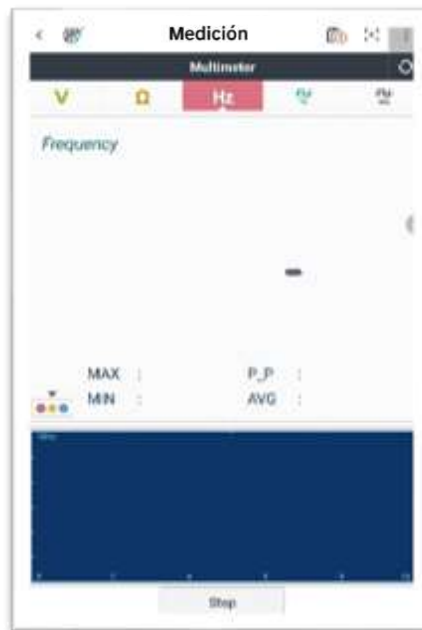 Medición
Multimeter
V Ω Hz
Frequency
-
MAX : P_P :
MIN : AVG :
Stop